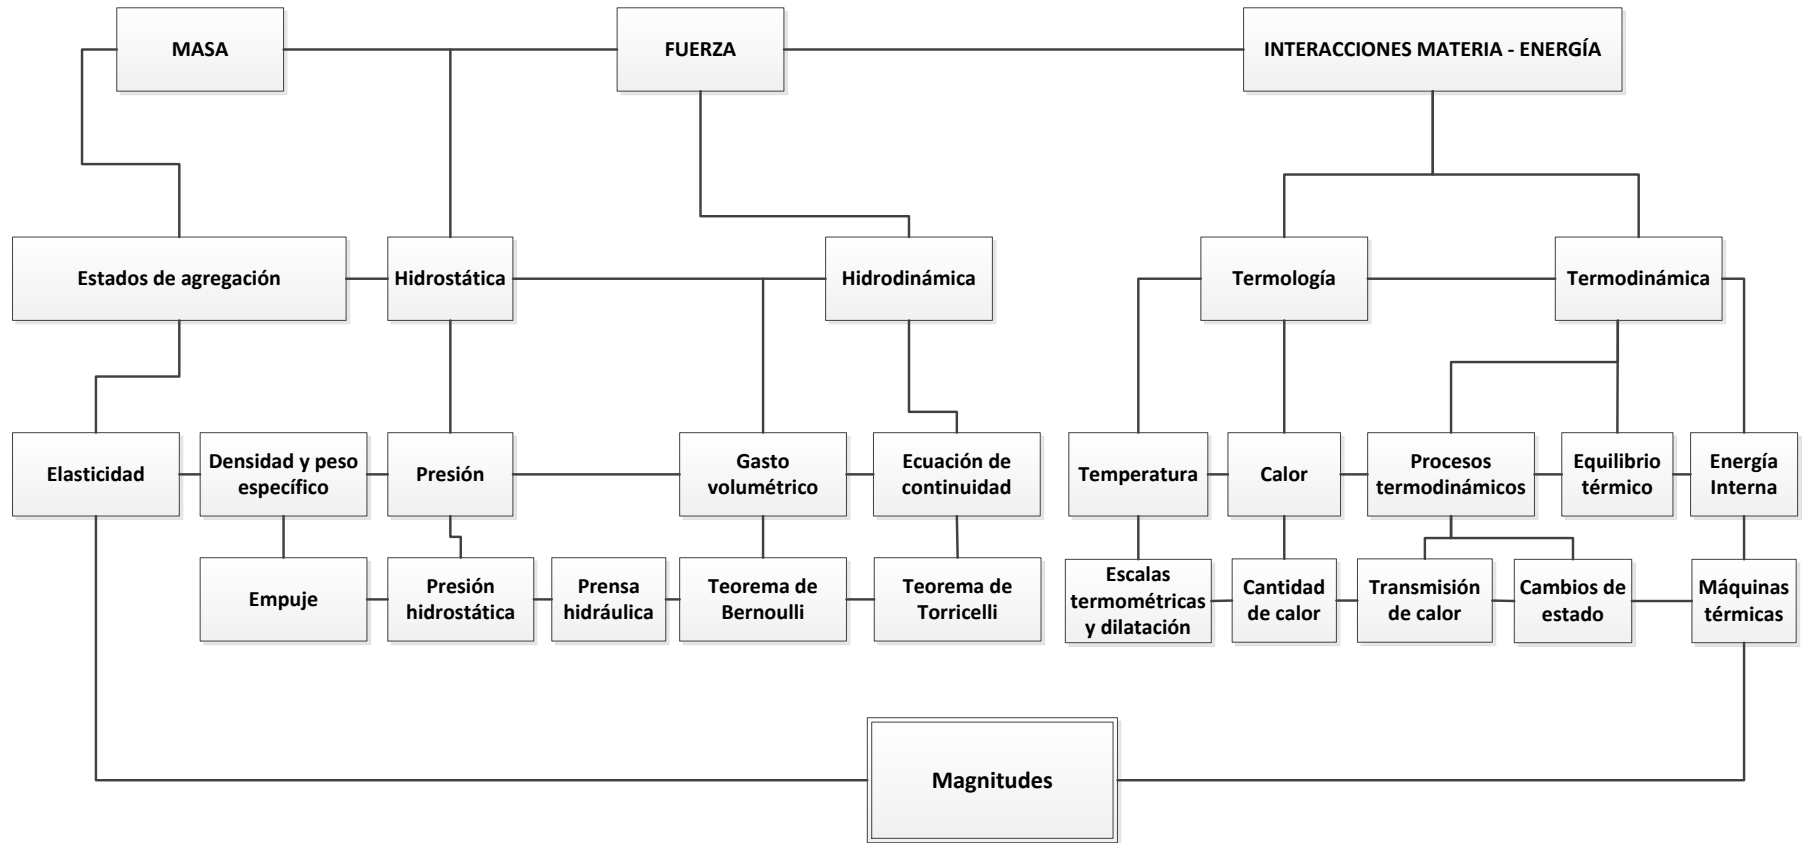 MASA
FUERZA
INTERACCIONES MATERIA - ENERGÍA
Estados de agregación
Hidrostática
Hidrodinámica
Termología
Termodinámica
Elasticidad
Densidad y peso
específico
Presión
Gasto
volumétrico
Ecuación de
continuidad
Temperatura
Calor
Procesos
termodinámicos
Equilibrio
térmico
Energía
Interna
Empuje
Presión
hidrostática
Prensa
hidráulica
Teorema de
Bernoulli
Teorema de
Torricelli
Escalas
termométricas
y dilatación
Cantidad
de calor
Transmisión
de calor
Cambios de
estado
Máquinas
térmicas
Magnitudes